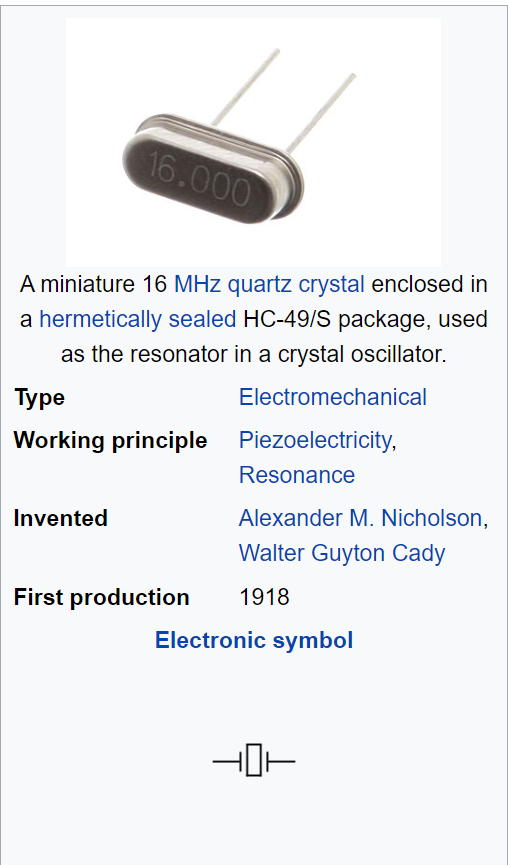 16.000
A miniature 16 MHz quartz crystal enclosed in
a hermetically sealed HC-49/S package, used
as the resonator in a crystal oscillator.
Type Electromechanical
Working principle Piezoelectricity,
Resonance
Invented Alexander M. Nicholson,
Walter Guyton Cady
First production 1918
Electronic symbol